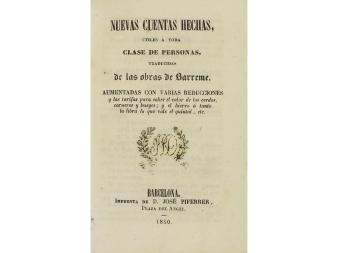 NUEVAS CUENTAS HECHAS,
UTILES Á TODA
CLASE DE PERSONAS,
TRADUCIDAS
de las obras de Barreme.
AUMENTADAS CON VARIAS REDUCCIONES
y las tarifas para saber el valor de los cerdos,
carneros y bueyes; y el hierro á tanto
la libra lo que vale el quintal, etc.
BARCELONA.
IMPRENTA DE D. JOSÉ PIFERRER,
PLAZA DEL ANGEL.
1850.